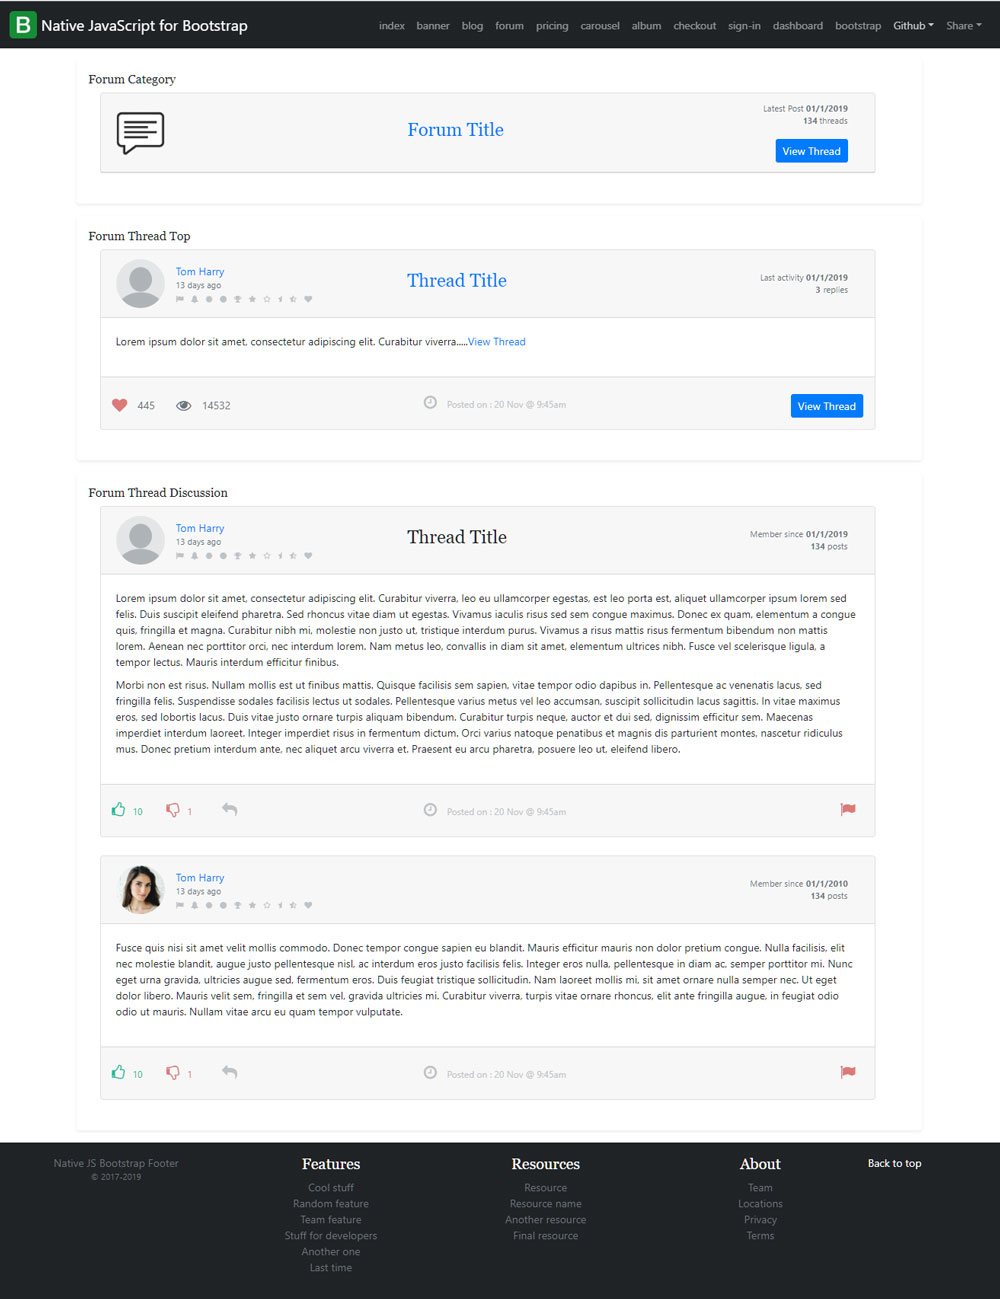 B Native JavaScript for Bootstrap
index banner blog forum pricing carousel album checkout sign-in dashboard bootstrap Github Share
Forum Category
Forum Title
Latest Post 01/1/2019
134 threads
View Thread
Forum Thread Top
Tom Harry
13 days ago
Thread Title
Last activity 01/1/2019
3 replies
Lorem ipsum dolor sit amet, consectetur adipiscing elit. Curabitur viverra.....View Thread
445 14532
Posted on : 20 Nov @ 9:45am
View Thread
Forum Thread Discussion
Tom Harry
13 days ago
Thread Title
Member since 01/1/2019
134 posts
Lorem ipsum dolor sit amet, consectetur adipiscing elit. Curabitur viverra, leo eu ullamcorper egestas, est leo porta est, aliquet ullamcorper ipsum lorem sed
felis. Duis suscipit eleifend pharetra. Sed rhoncus vitae diam ut egestas. Vivamus iaculis risus sed sem congue maximus. Donec ex quam, elementum a congue
quis, fringilla et magna. Curabitur nibh mi, molestie non justo ut, tristique interdum purus. Vivamus a risus mattis risus fermentum bibendum non mattis
lorem. Aenean nec porttitor orci, nec interdum lorem. Nam metus leo, convallis in diam sit amet, elementum ultrices nibh. Fusce vel scelerisque ligula, a
tempor lectus. Mauris interdum efficitur finibus.
Morbi non est risus. Nullam mollis est ut finibus mattis. Quisque facilisis sem sapien, vitae tempor odio dapibus in. Pellentesque ac venenatis lacus, sed
fringilla felis. Suspendisse sodales facilisis lectus ut sodales. Pellentesque varius metus vel leo accumsan, suscipit sollicitudin lacus sagittis. In vitae maximus
eros, sed lobortis lacus. Duis vitae justo ornare turpis aliquam bibendum. Curabitur turpis neque, auctor et dui sed, dignissim efficitur sem. Maecenas
imperdiet interdum laoreet. Integer imperdiet risus in fermentum dictum. Orci varius natoque penatibus et magnis dis parturient montes, nascetur ridiculus
mus. Donec pretium interdum ante, nec aliquet arcu viverra et. Praesent eu arcu pharetra, posuere leo ut, eleifend libero.
10 1
Posted on : 20 Nov @ 9:45am
Tom Harry
13 days ago
Member since 01/1/2010
134 posts
Fusce quis nisi sit amet velit mollis commodo. Donec tempor congue sapien eu blandit. Mauris efficitur mauris non dolor pretium congue. Nulla facilisis, elit
nec molestie blandit, augue justo pellentesque nisl, ac interdum eros justo facilisis felis. Integer eros nulla, pellentesque in diam ac, semper porttitor mi. Nunc
eget urna gravida, ultricies augue sed, fermentum eros. Duis feugiat tristique sollicitudin. Nam laoreet mollis mi, sit amet ornare nulla semper nec. Ut eget
dolor libero. Mauris velit sem, fringilla et sem vel, gravida ultricies mi. Curabitur viverra, turpis vitae ornare rhoncus, elit ante fringilla augue, in feugiat odio
odio ut mauris. Nullam vitae arcu eu quam tempor vulputate.
10 1
Posted on : 20 Nov @ 9:45am
Native JS Bootstrap Footer
© 2017-2019
Features
Cool stuff
Random feature
Team feature
Stuff for developers
Another one
Last time
Resources
Resource
Resource name
Another resource
Final resource
About
Team
Locations
Privacy
Terms
Back to top